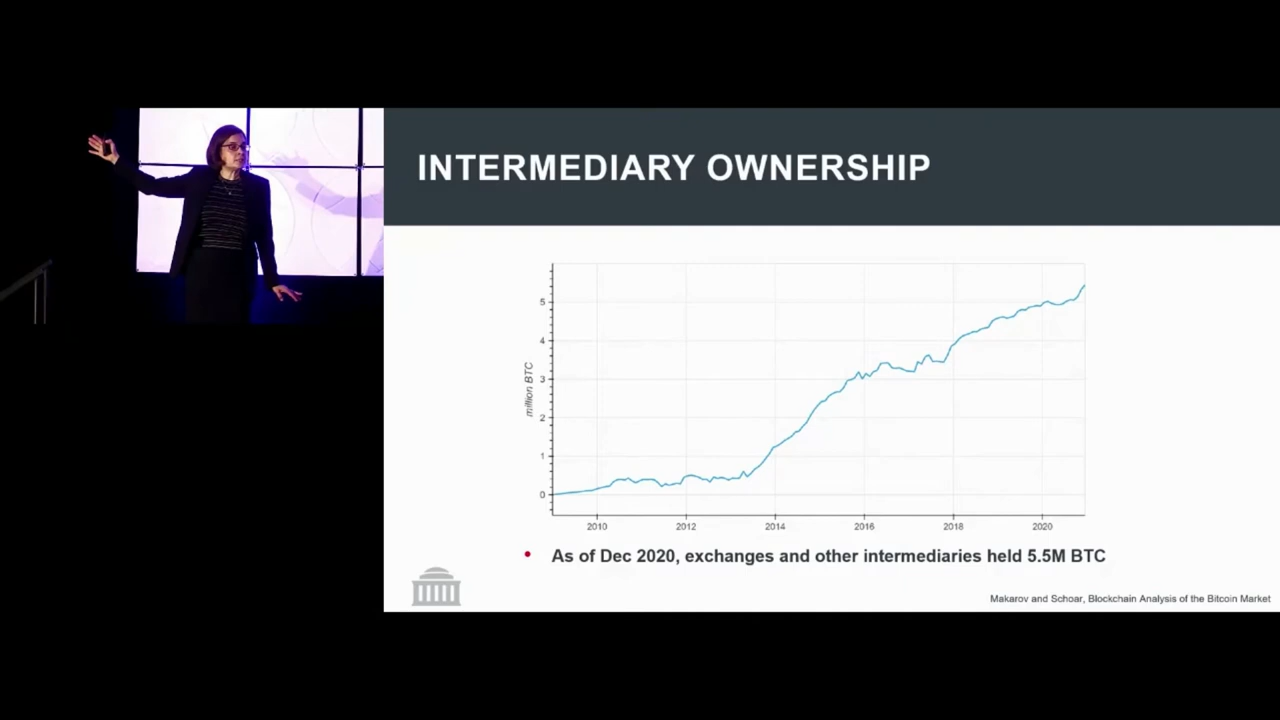 INTERMEDIARY OWNERSHIP
million BTC
5
4
3
2
1
0
2010 2012 2014 2016 2018 2020
• As of Dec 2020, exchanges and other intermediaries held 5.5M BTC
Makarov and Schoar, Blockchain Analysis of the Bitcoin Market